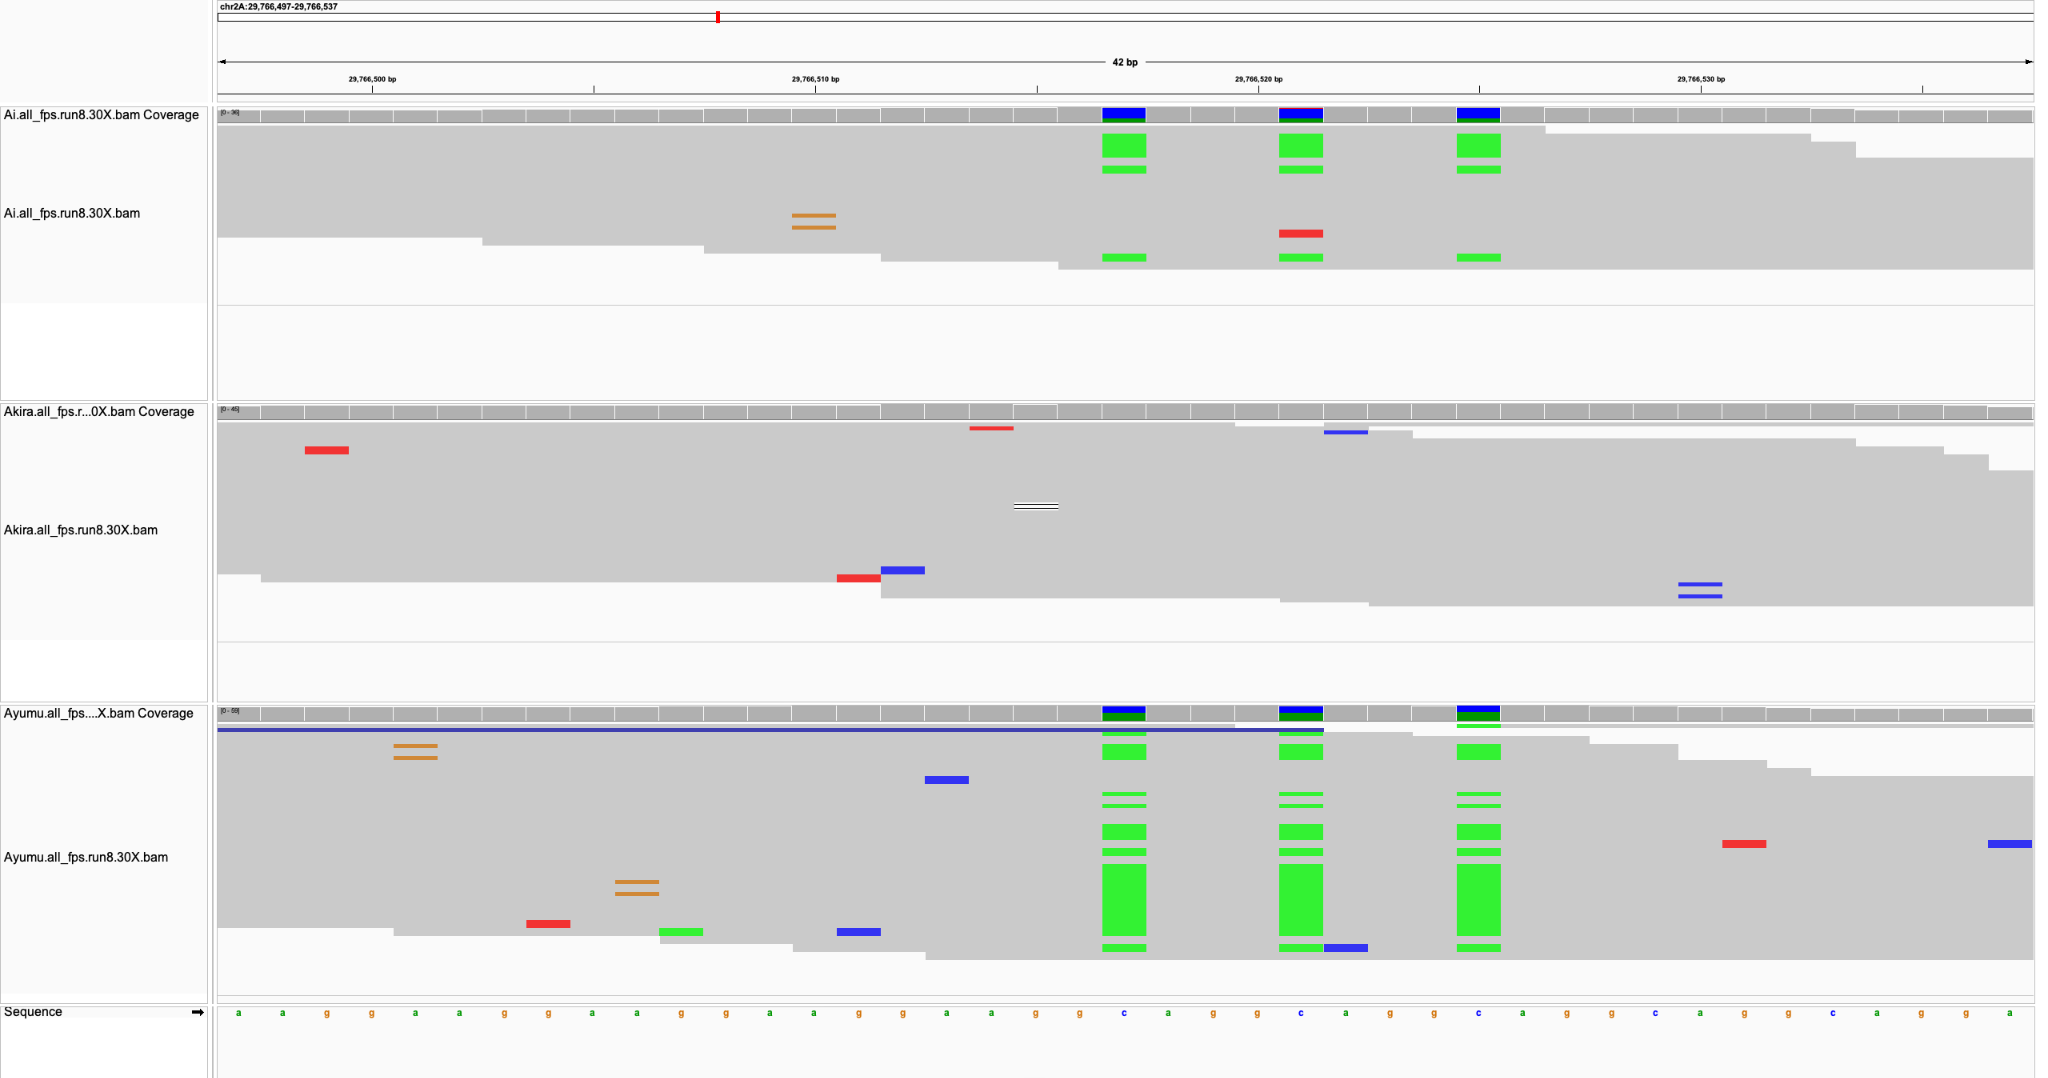 chr2A:29,766,497-29,766,537
42 bp
29,766,500 bp 29,766,510 bp 29,766,520 bp 29,766,530 bp
Ai.all_fps.run8.30X.bam Coverage
[0 - 36]
Ai.all_fps.run8.30X.bam
Akira.all_fps.r...0X.bam Coverage
[0 - 45]
Akira.all_fps.run8.30X.bam
Ayumu.all_fps....X.bam Coverage
[0 - 59]
Ayumu.all_fps.run8.30X.bam
Sequence a a g g a a g g a a g g a a g g a a g g c a g g c a g g c a g g c a g g c a g g a